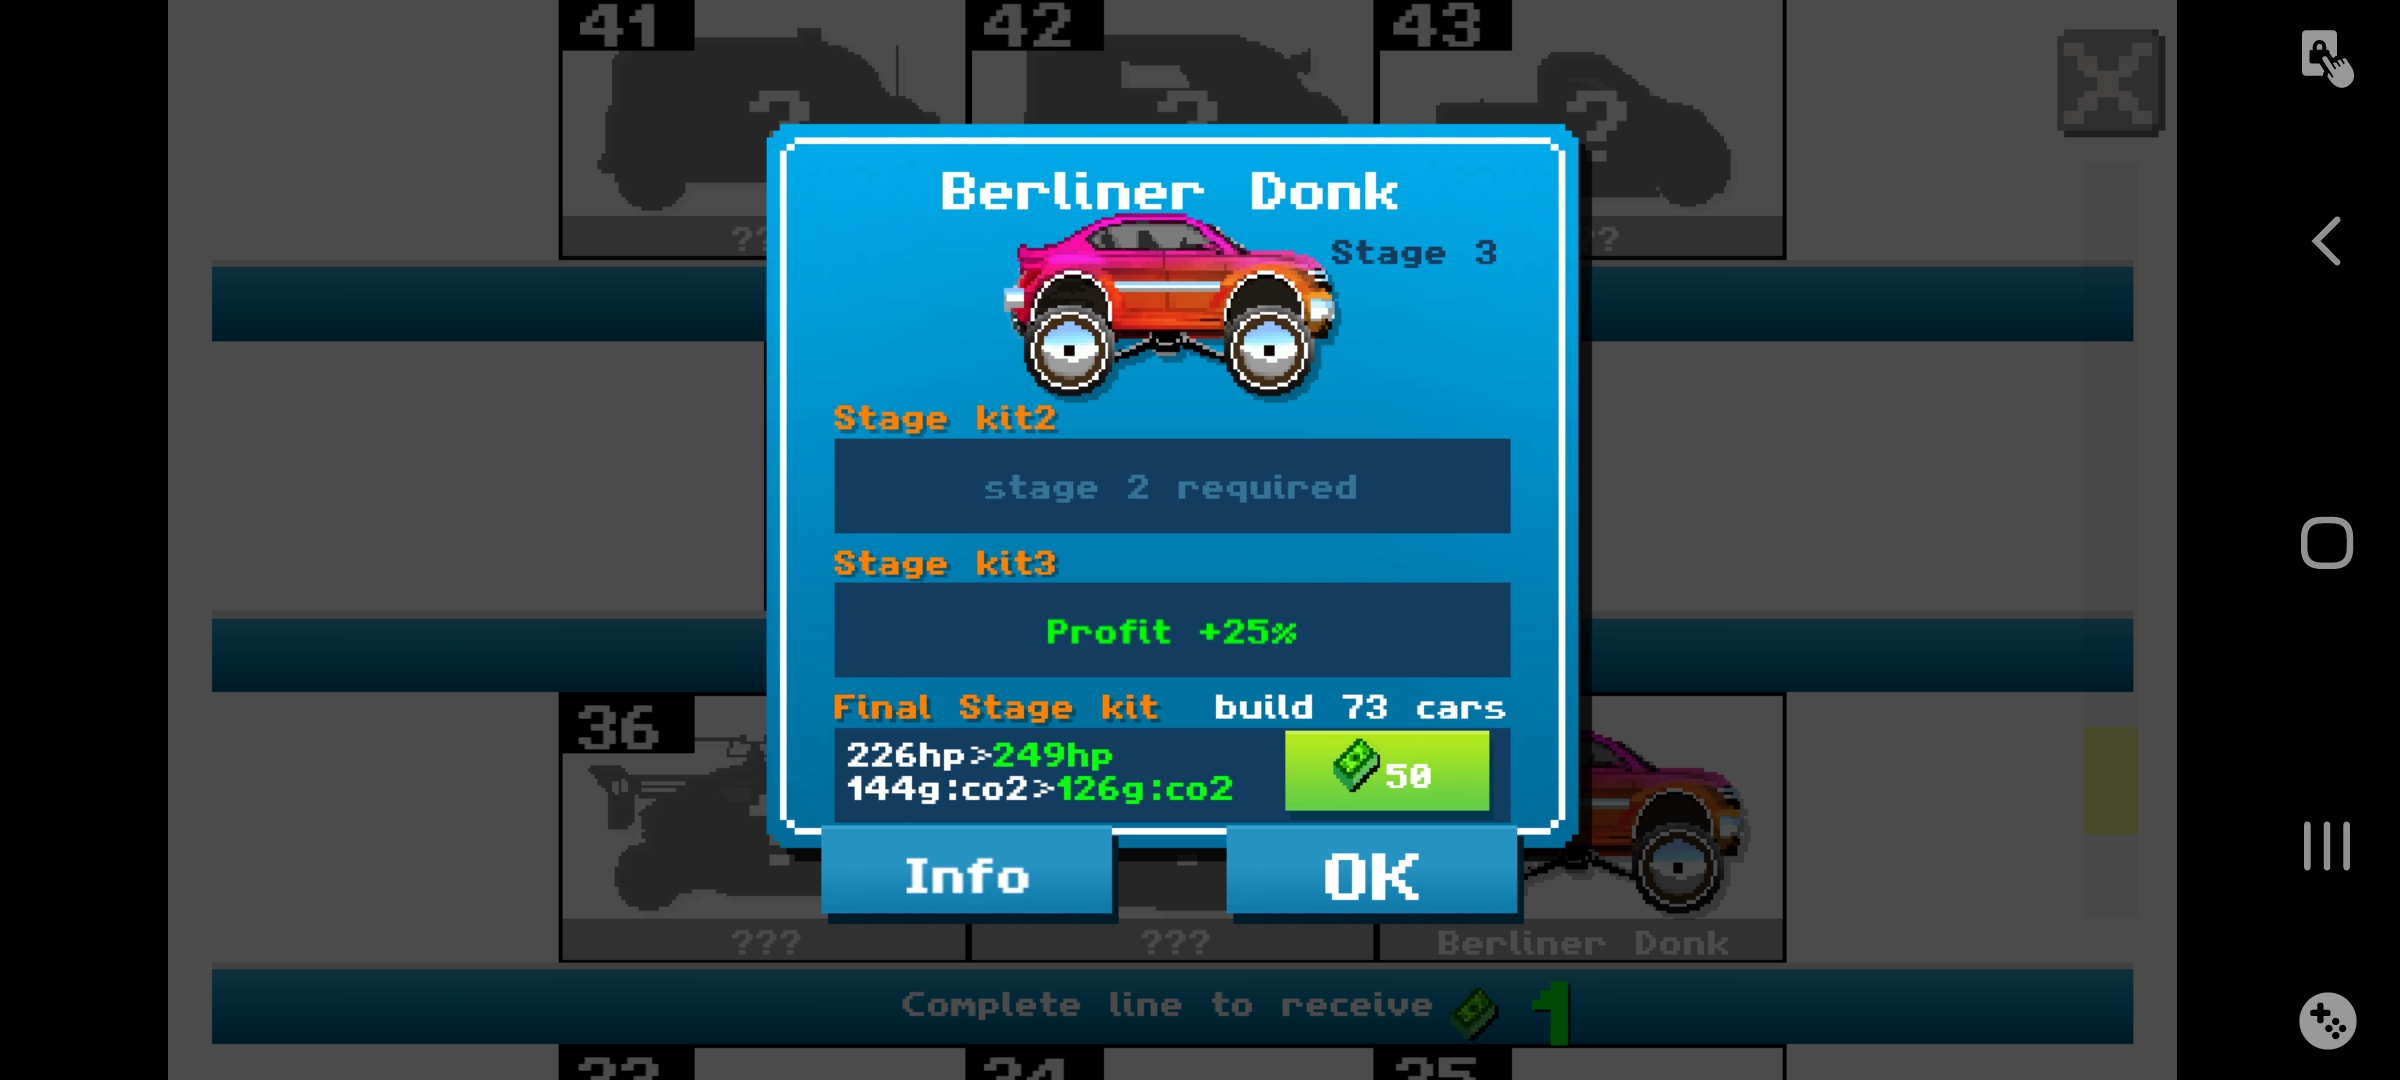 41
42
43
Berliner Donk
Stage 3
Stage kit2
stage 2 required
Stage kit3
Profit +25%
Final Stage kit build 73 cars
226hp>249hp
144g:co2>126g:co2
50
36
Info
OK
???
???
Berliner Donk
Complete line to receive 1